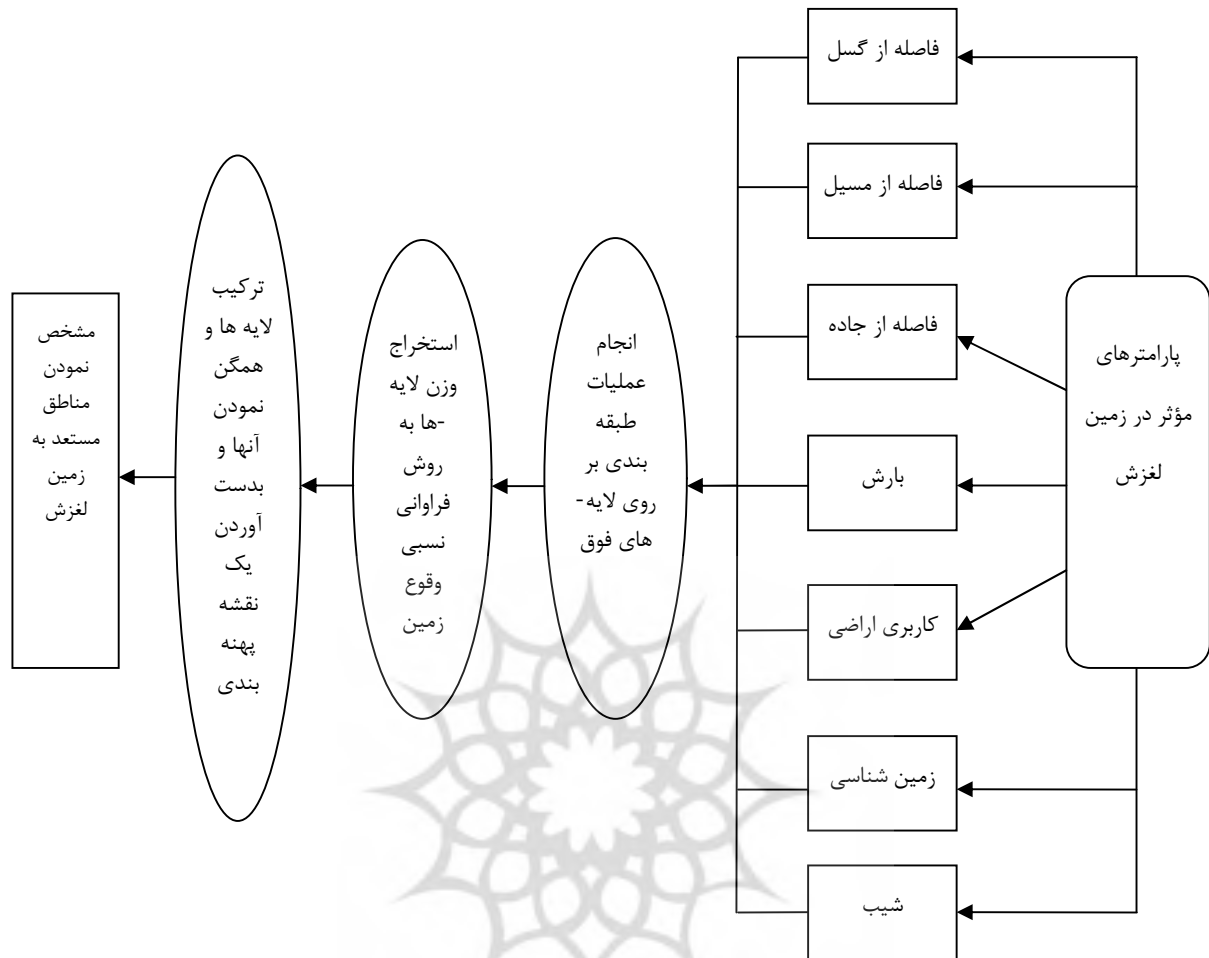 پارامترهای
مؤثر در زمین
لغزش
فاصله از گسل
فاصله از مسیل
فاصله از جاده
بارش
کاربری اراضی
زمین شناسی
شیب
انجام
عملیات
طبقه
بندی بر
روی لایه-
های فوق
استخراج
وزن لایه
-ها به
روش
فراوانی
نسبی
وقوع
زمین
ترکیب
لایه ها و
همگن
نمودن
آنها و
بدست
آوردن
یک
نقشه
پهنه
بندی
مشخص
نمودن
مناطق
مستعد به
زمین
لغزش